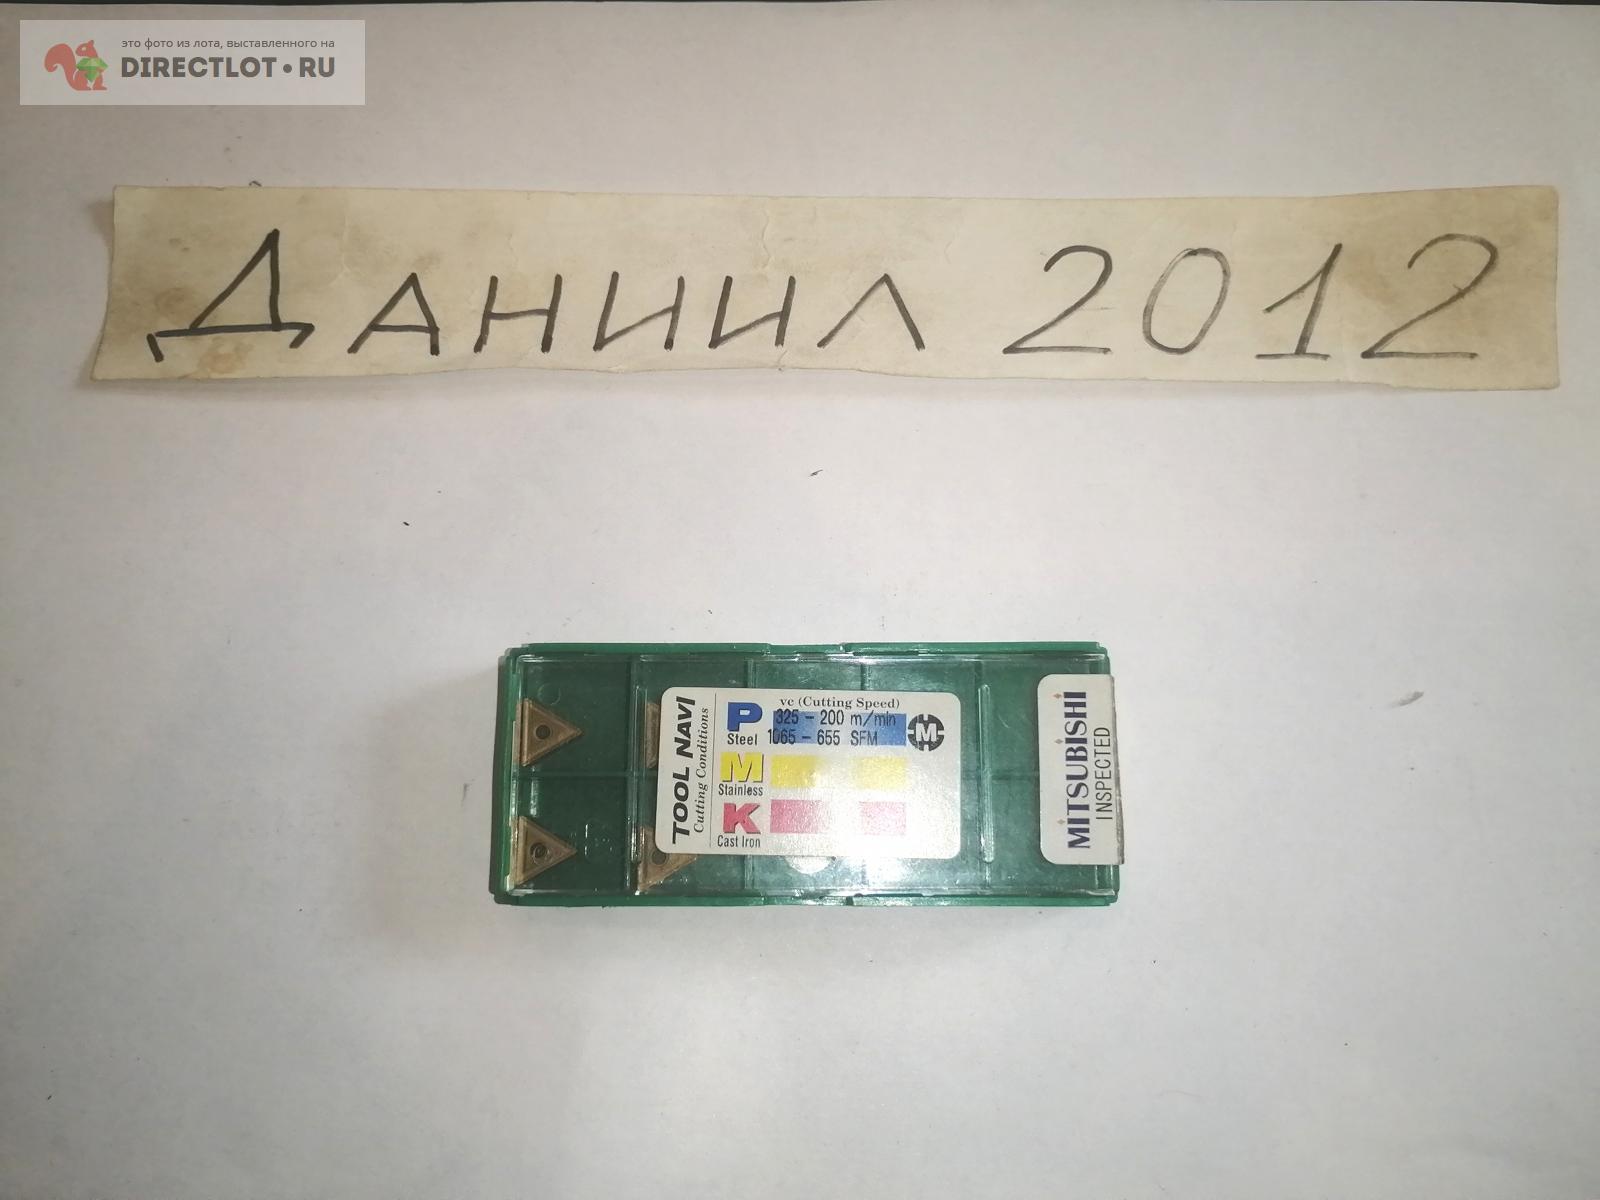 это фото из лота, выставленного на
DIRECTLOT•RU
ДАНИИЛ 2012
TOOL NAVI
Cutting Conditions
vc (Cutting Speed)
P 325 - 200 m/min
Steel 1065 - 655 SFM
M
M
Stainless
K
Cast Iron
MITSUBISHI
INSPECTED